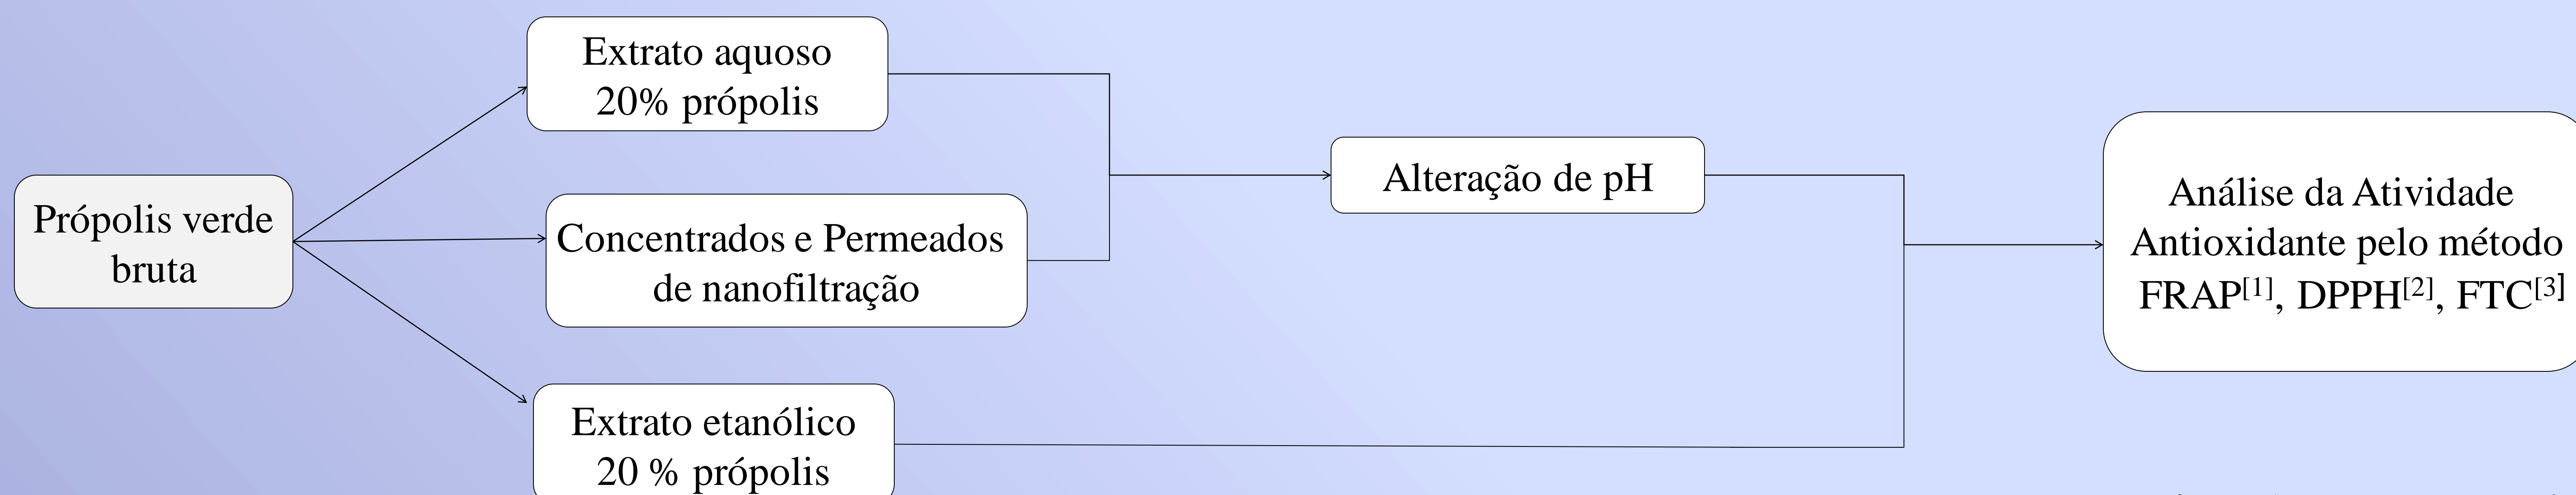 Extrato aquoso
20% própolis
Própolis verde
bruta
Concentrados e Permeados
de nanofiltração
Extrato etanólico
20 % própolis
Alteração de pH
Análise da Atividade
Antioxidante pelo método
FRAP[1], DPPH[2], FTC[3]